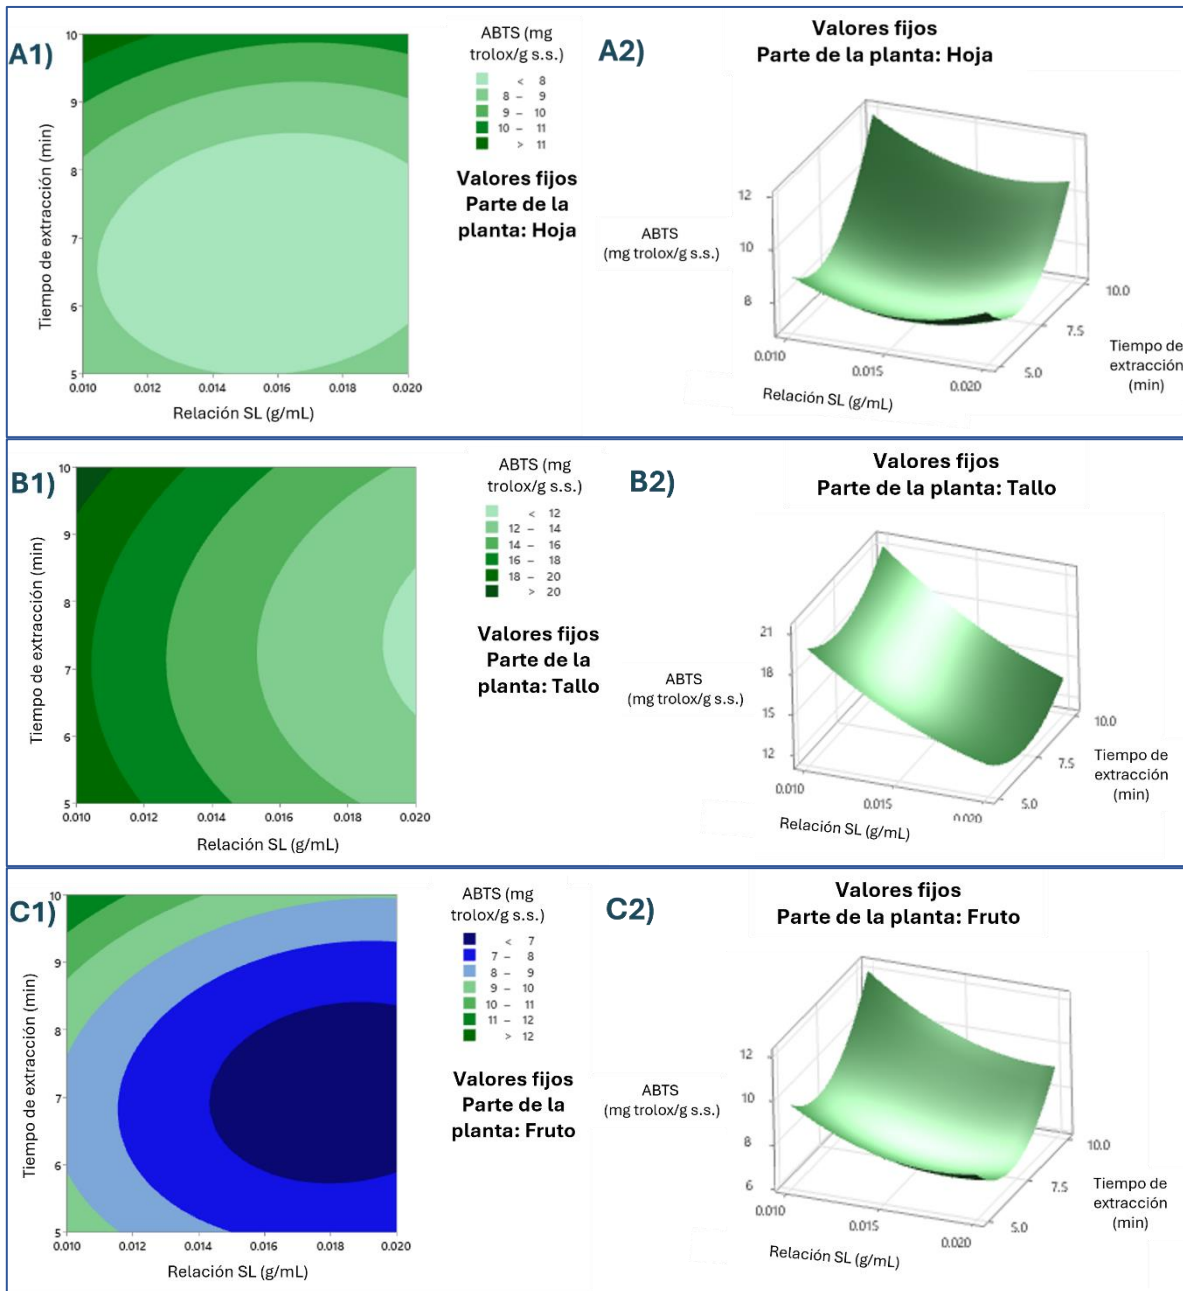 A1)
10
9
8
7
6
5
0.010 0.012 0.014 0.016 0.018 0.020
Tiempo de extracción (min)
Relación SL (g/mL)
ABTS (mg
trolox/g s.s.)
< 8
8 – 9
9 – 10
10 – 11
> 11
Valores fijos
Parte de la
planta: Hoja
A2)
Valores fijos
Parte de la planta: Hoja
12
10
8
ABTS
(mg trolox/g s.s.)
0.010
0.015
0.020
Relación SL (g/mL)
10.0
7.5
5.0
Tiempo de
extracción
(min)
B1)
10
9
8
7
6
5
0.010 0.012 0.014 0.016 0.018 0.020
Tiempo de extracción (min)
Relación SL (g/mL)
ABTS (mg
trolox/g s.s.)
< 12
12 – 14
14 – 16
16 – 18
18 – 20
> 20
Valores fijos
Parte de la
planta: Tallo
B2)
Valores fijos
Parte de la planta: Tallo
21
18
15
12
ABTS
(mg trolox/g s.s.)
0.010
0.015
0.020
Relación SL (g/mL)
10.0
7.5
5.0
Tiempo de
extracción
(min)
C1)
10
9
8
7
6
5
0.010 0.012 0.014 0.016 0.018 0.020
Tiempo de extracción (min)
Relación SL (g/mL)
ABTS (mg
trolox/g s.s.)
< 7
7 – 8
8 – 9
9 – 10
10 – 11
11 – 12
> 12
Valores fijos
Parte de la
planta: Fruto
C2)
Valores fijos
Parte de la planta: Fruto
12
10
8
6
ABTS
(mg trolox/g s.s.)
0.010
0.015
0.020
Relación SL (g/mL)
10.0
7.5
5.0
Tiempo de
extracción
(min)